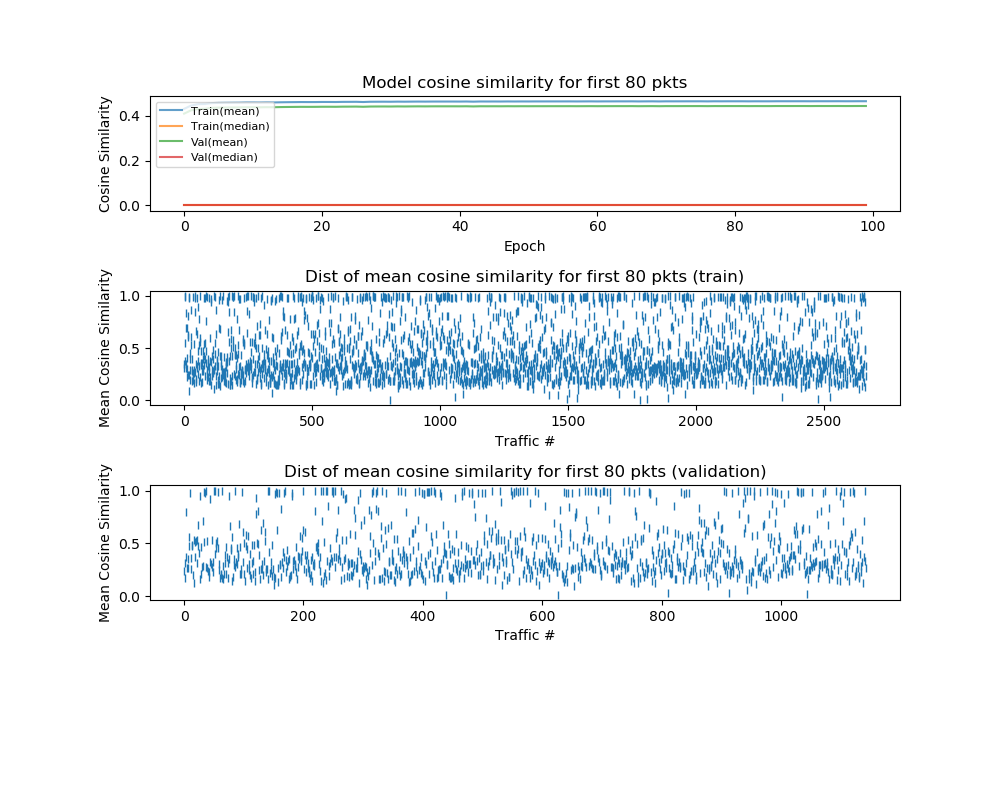 Model cosine similarity for first 80 pkts
Cosine Similarity
0.4
0.2
0.0
Train(mean)
Train(median)
Val(mean)
Val(median)
0 20 40 60 80 100
Epoch
Dist of mean cosine similarity for first 80 pkts (train)
Mean Cosine Similarity
1.0
0.5
0.0
0 500 1000 1500 2000 2500
Traffic #
Dist of mean cosine similarity for first 80 pkts (validation)
Mean Cosine Similarity
1.0
0.5
0.0
0 200 400 600 800 1000
Traffic #